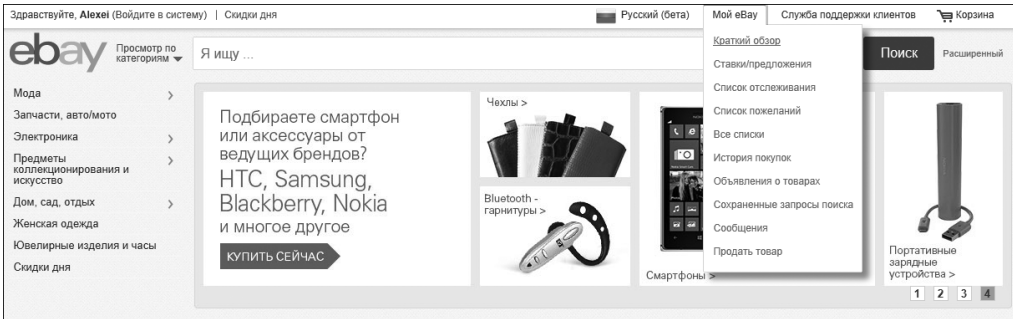 Здравствуйте, Alexei (Войдите в систему) | Скидки дня
Русский (бета)
Мой eBay
Служба поддержки клиентов
Корзина
ebay
Просмотр по
категориям
Я ищу ...
Поиск
Расширенный
Краткий обзор
Ставки/предложения
Список отслеживания
Список пожеланий
Все списки
История покупок
Объявления о товарах
Сохраненные запросы поиска
Сообщения
Продать товар
Мода
Запчасти, авто/мото
Электроника
Предметы
коллекционирования и
искусство
Дом, сад, отдых
Женская одежда
Ювелирные изделия и часы
Скидки дня
Подбираете смартфон
или аксессуары от
ведущих брендов?
HTC, Samsung,
Blackberry, Nokia
и многое другое
КУПИТЬ СЕЙЧАС
Чехлы >
Bluetooth -
гарнитуры >
Смартфоны >
Портативные
зарядные
устройства >
1 2 3 4